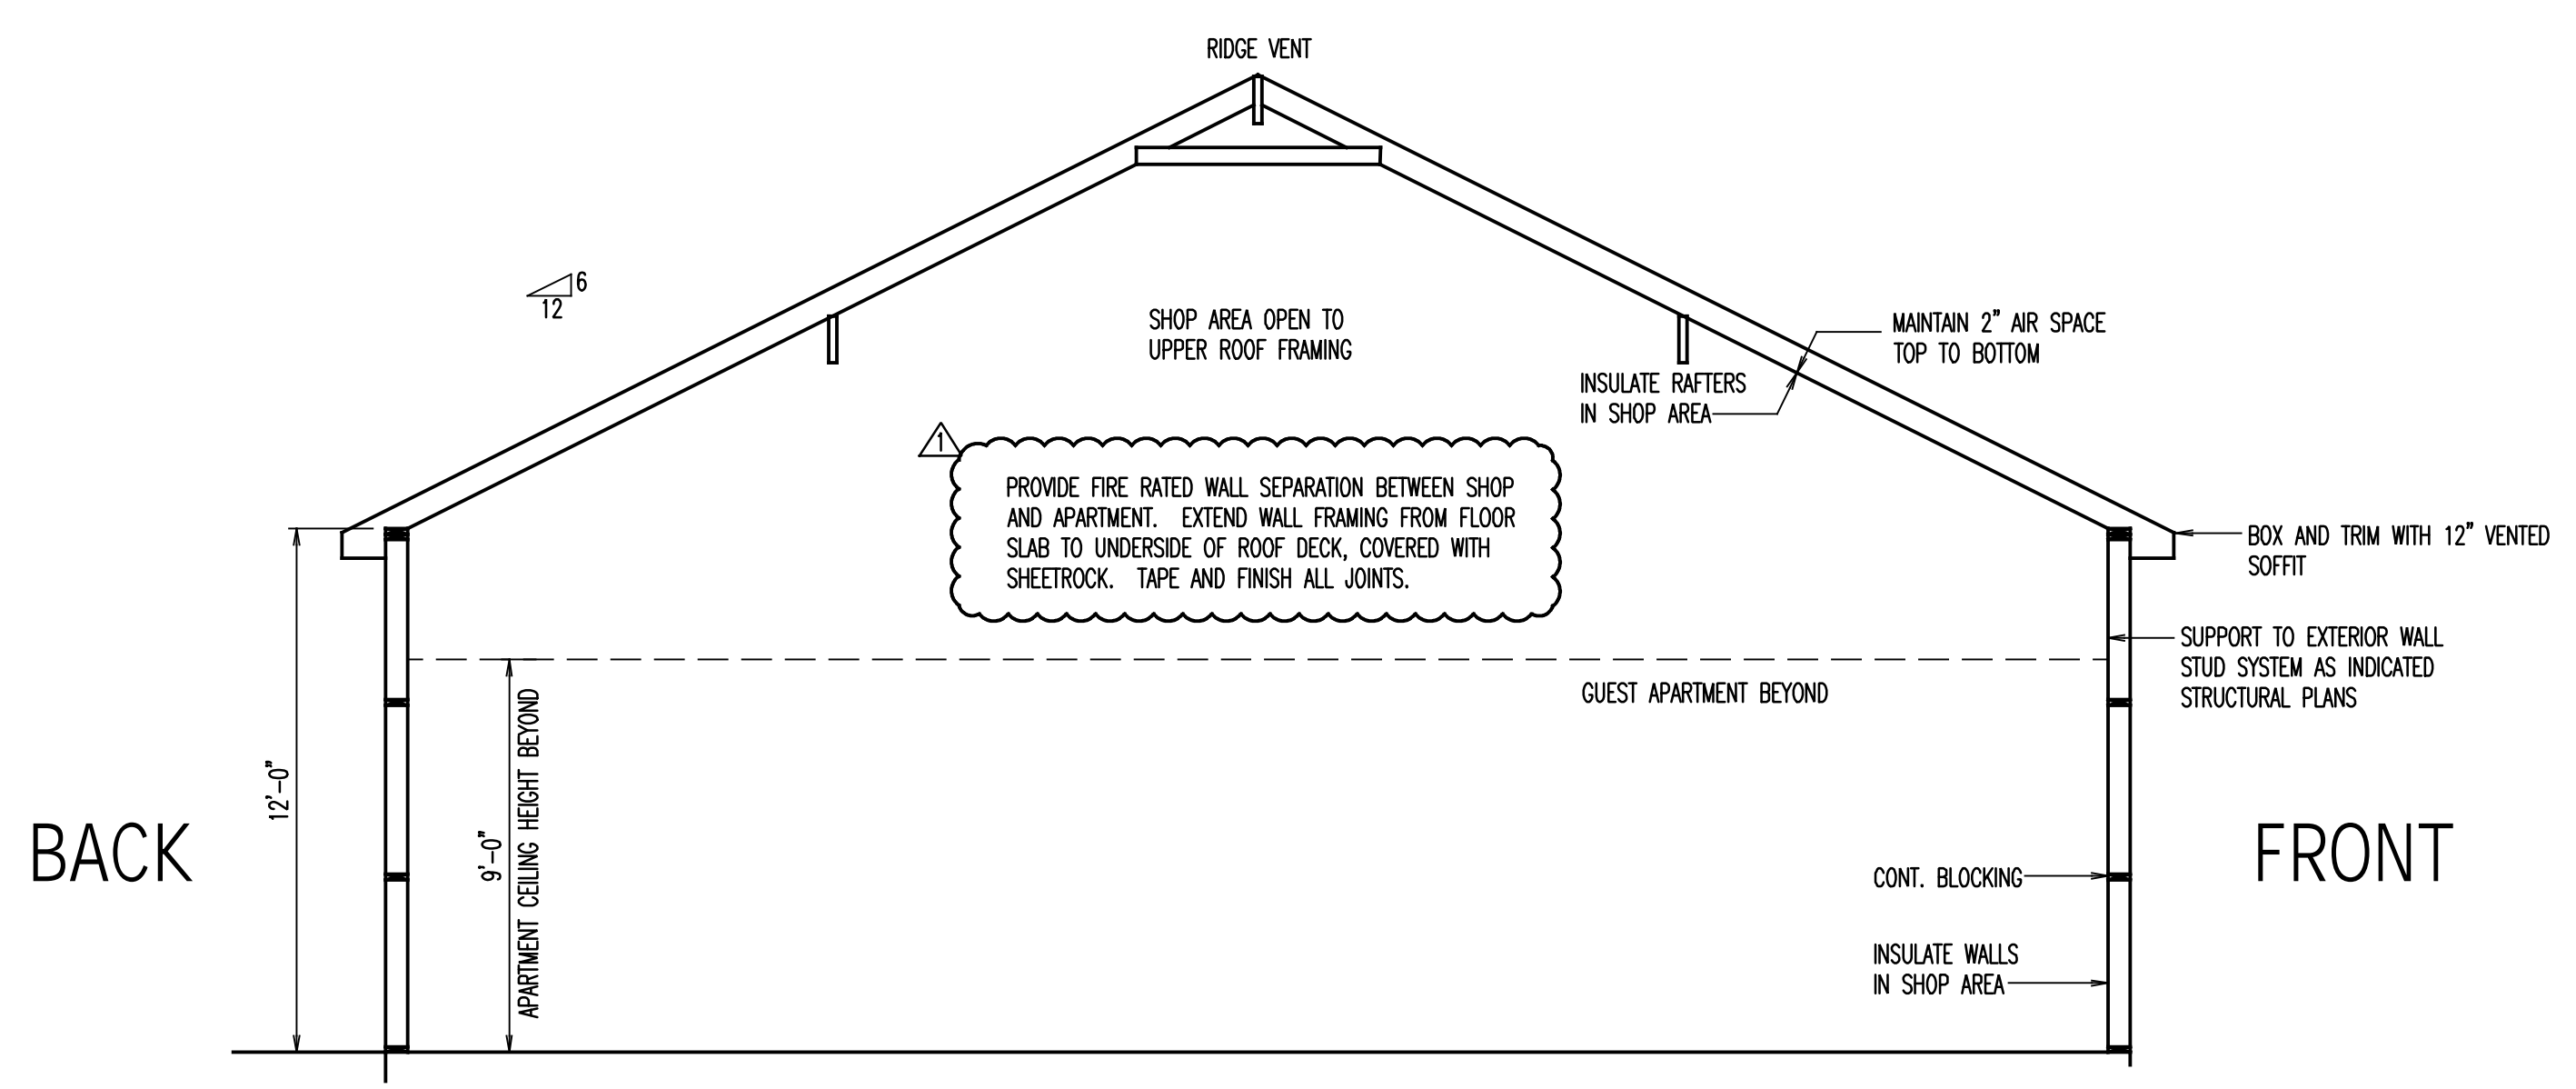 RIDGE VENT
6
12
SHOP AREA OPEN TO
UPPER ROOF FRAMING
MAINTAIN 2" AIR SPACE
TOP TO BOTTOM
INSULATE RAFTERS
IN SHOP AREA
1
PROVIDE FIRE RATED WALL SEPARATION BETWEEN SHOP
AND APARTMENT. EXTEND WALL FRAMING FROM FLOOR
SLAB TO UNDERSIDE OF ROOF DECK, COVERED WITH
SHEETROCK. TAPE AND FINISH ALL JOINTS.
BOX AND TRIM WITH 12" VENTED
SOFFIT
SUPPORT TO EXTERIOR WALL
STUD SYSTEM AS INDICATED
STRUCTURAL PLANS
GUEST APARTMENT BEYOND
12'-0"
9'-0"
APARTMENT CEILING HEIGHT BEYOND
BACK
FRONT
CONT. BLOCKING
INSULATE WALLS
IN SHOP AREA